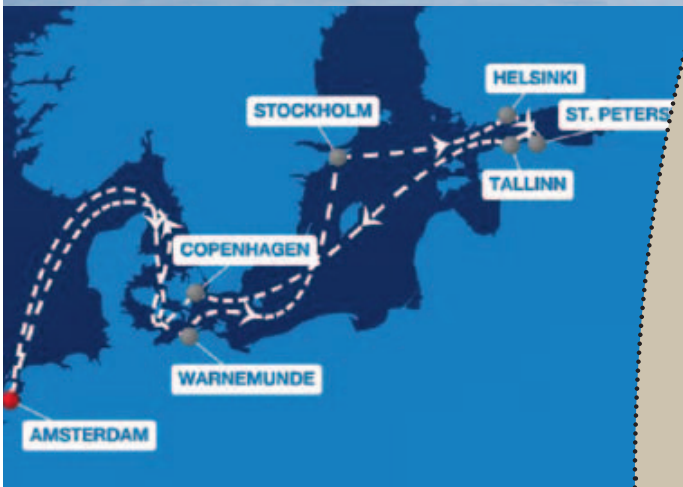 HELSINKI
STOCKHOLM
ST. PETERS
TALLINN
COPENHAGEN
WARNEMUNDE
AMSTERDAM